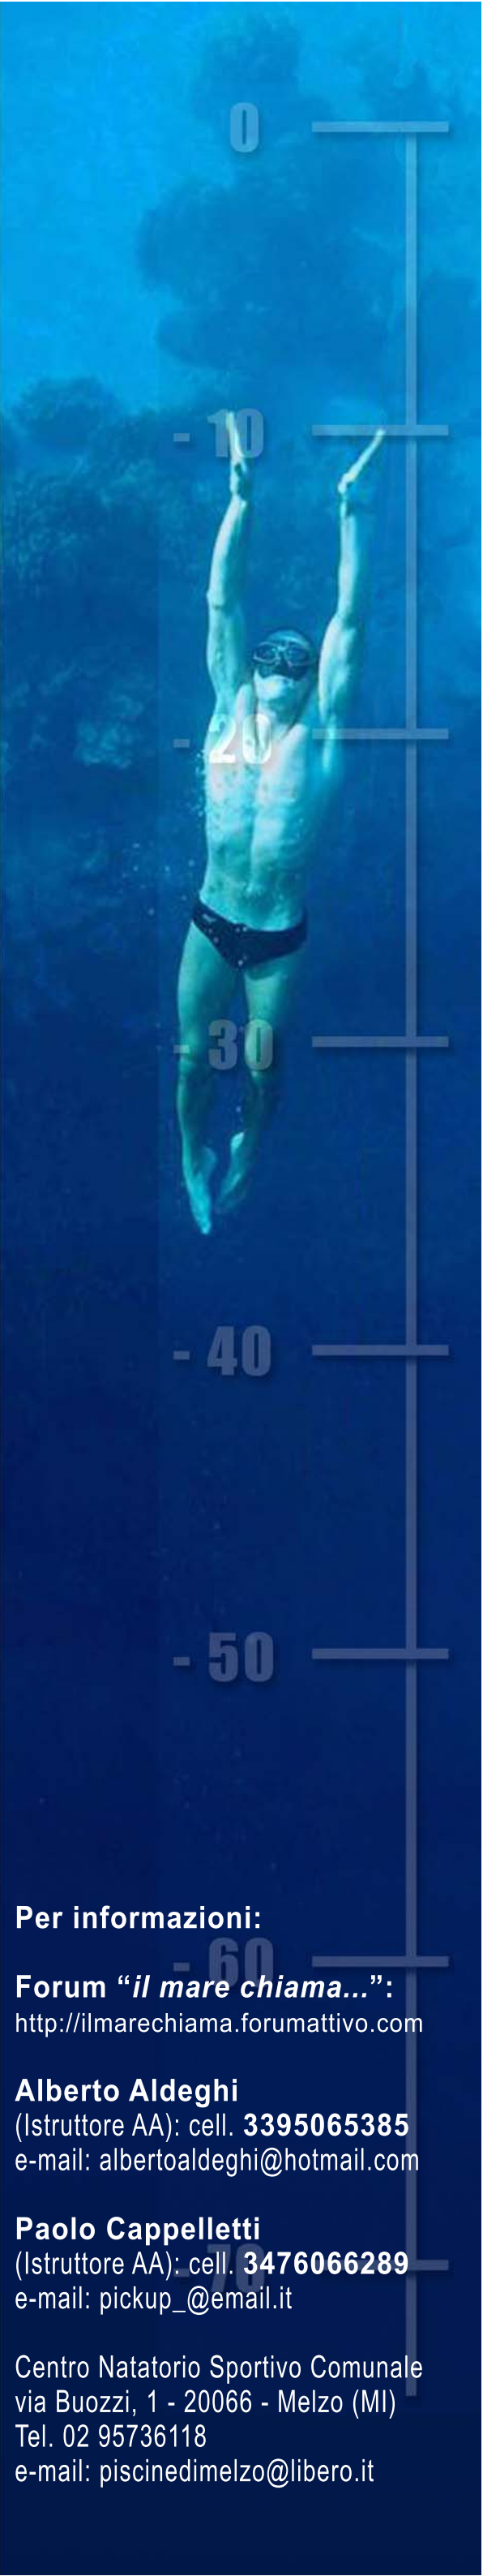 0
- 10
- 20
- 30
- 40
- 50
Per informazioni:
- 60
Forum “il mare chiama...”:
http://ilmarechiama.forumattivo.com
Alberto Aldeghi
(Istruttore AA): cell. 3395065385
e-mail: albertoaldeghi@hotmail.com
Paolo Cappelletti
(Istruttore AA): cell. 3476066289
- 70
e-mail: pickup_@email.it
Centro Natatorio Sportivo Comunale
via Buozzi, 1 - 20066 - Melzo (MI)
Tel. 02 95736118
e-mail: piscinedimelzo@libero.it